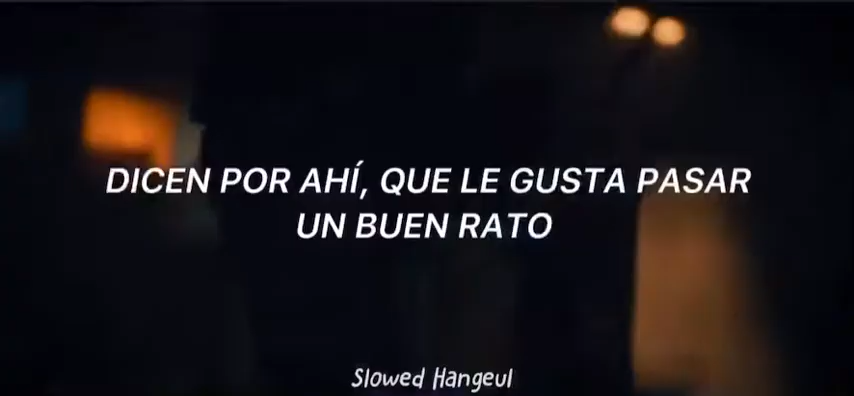 DICEN POR AHÍ, QUE LE GUSTA PASAR
UN BUEN RATO
Slowed Hangeul